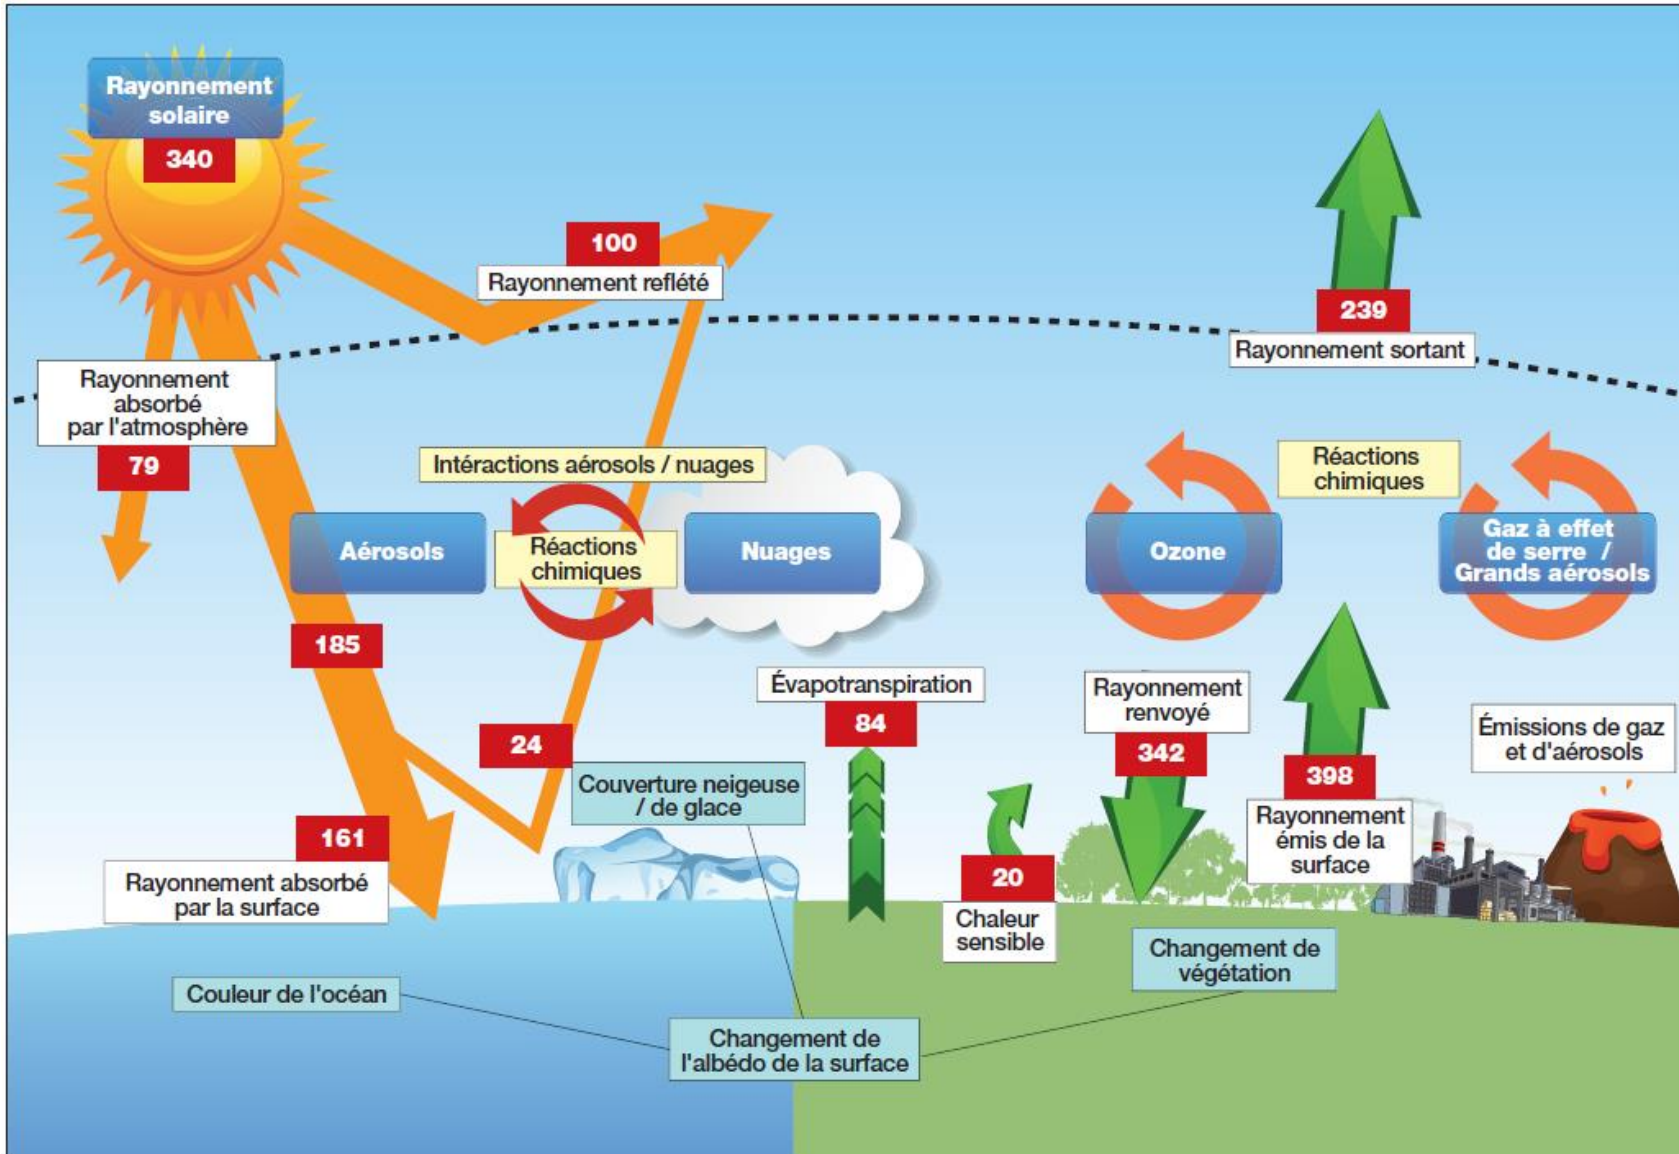 Rayonnement
solaire
340
100
Rayonnement reflété
239
Rayonnement sortant
Rayonnement
absorbé
par l'atmosphère
79
Intéractions aérosols / nuages
Réactions
chimiques
Aérosols
Réactions
chimiques
Nuages
Ozone
Gaz à effet
de serre /
Grands aérosols
185
Évapotranspiration
84
Rayonnement
renvoyé
342
Émissions de gaz
et d'aérosols
24
Couverture neigeuse
/ de glace
398
Rayonnement
émis de la
surface
161
Rayonnement absorbé
par la surface
20
Chaleur
sensible
Changement de
végétation
Couleur de l'océan
Changement de
l'albédo de la surface